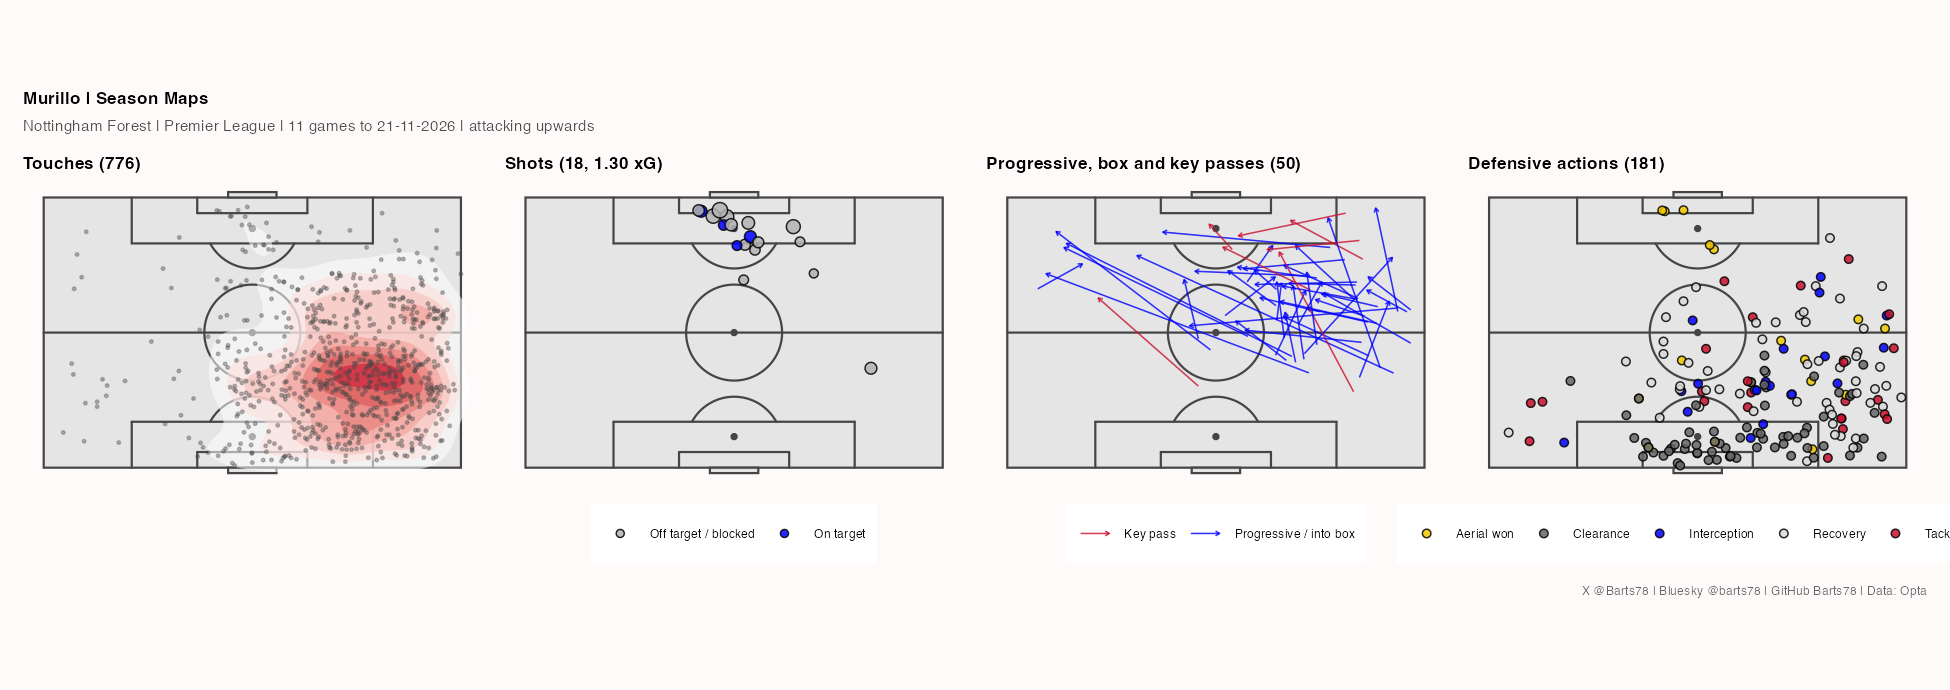 Murillo | Season Maps
Nottingham Forest | Premier League | 11 games to 21-11-2026 | attacking upwards
Touches (776)
Shots (18, 1.30 xG)
Progressive, box and key passes (50)
Defensive actions (181)
Off target / blocked
On target
Key pass
Progressive / into box
Aerial won
Clearance
Interception
Recovery
Tack
X @Barts78 | Bluesky @barts78 | GitHub Barts78 | Data: Opta